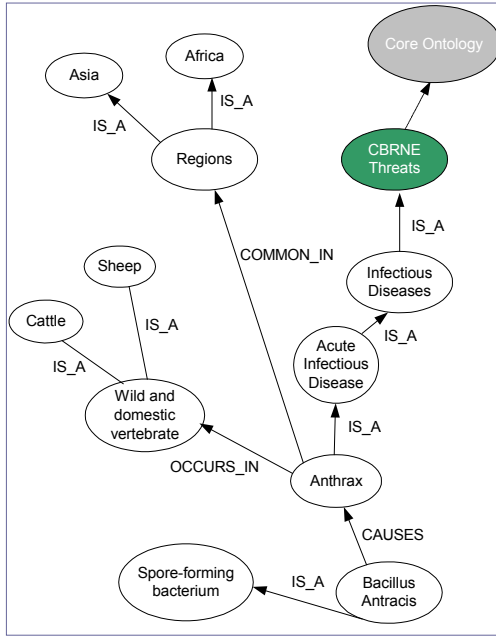 Core Ontology
Africa
Asia
IS_A
IS_A
CBRNE
Threats
Regions
IS_A
COMMON_IN
Sheep
Infectious
Diseases
Cattle
IS_A
IS_A
Acute
Infectious
Disease
IS_A
Wild and
domestic
vertebrate
IS_A
OCCURS_IN
Anthrax
CAUSES
Spore-forming
bacterium
IS_A
Bacillus
Antracis